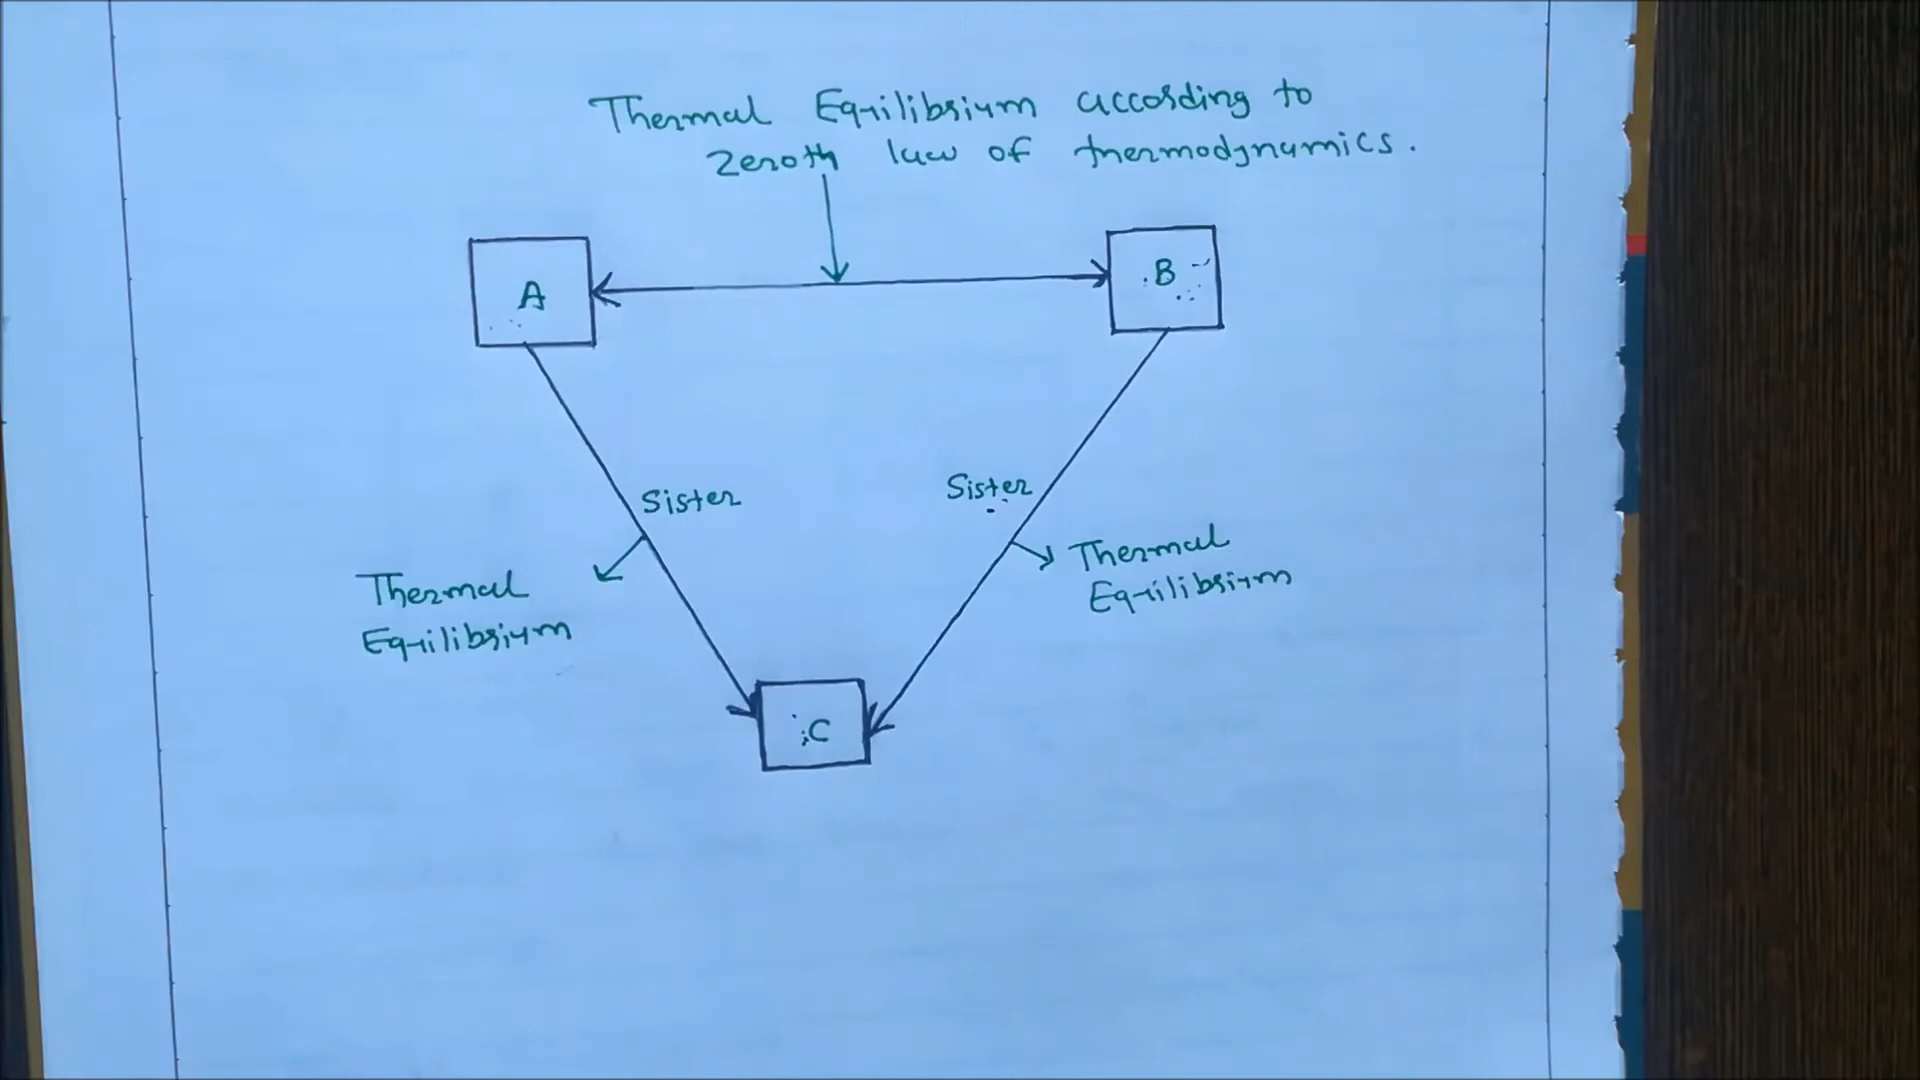 Thermal Equilibrium according to
zeroth law of thermodynamics.
A
B
Sister
Sister
Thermal
Equilibrium
Thermal
Equilibrium
C